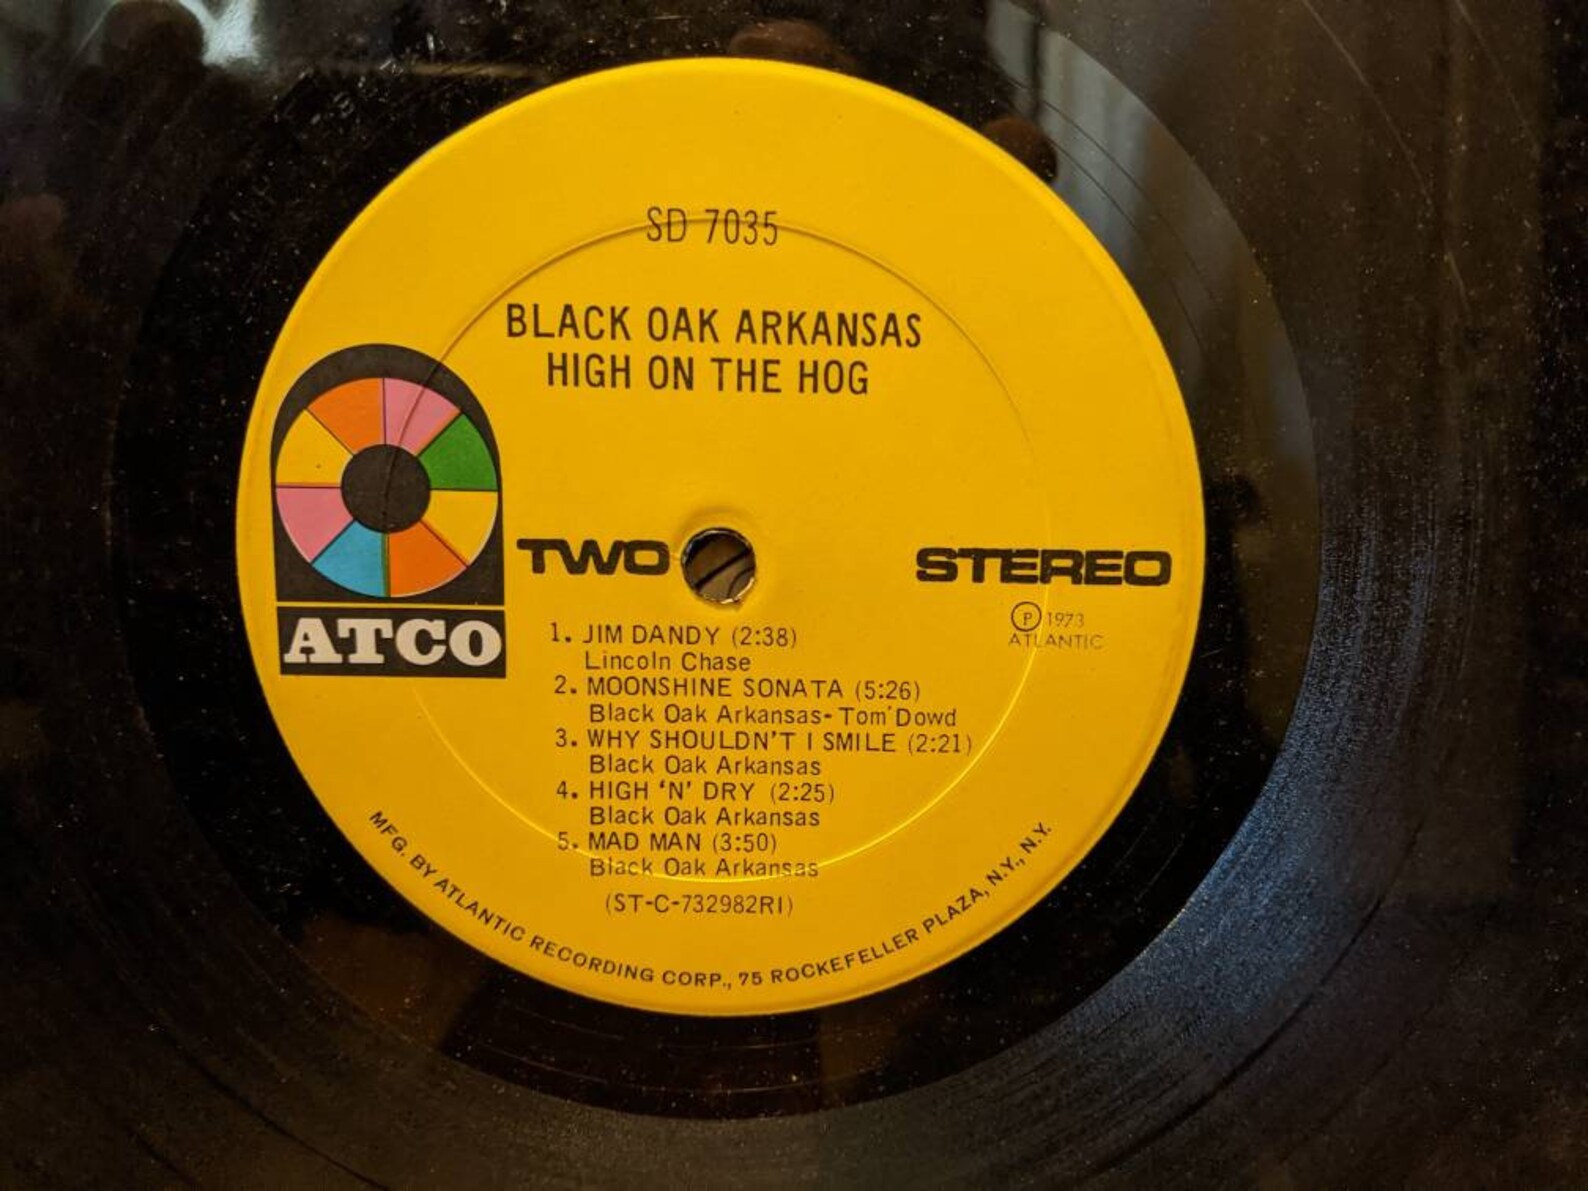 SD 7035
BLACK OAK ARKANSAS
HIGH ON THE HOG
ATCO
TWO
STEREO
Ⓟ 1973
ATLANTIC
1. JIM DANDY (2:38)
Lincoln Chase
2. MOONSHINE SONATA (5:26)
Black Oak Arkansas- Tom'Dowd
3. WHY SHOULDN'T I SMILE (2:21)
Black Oak Arkansas
4. HIGH 'N' DRY (2:25)
Black Oak Arkansas
5. MAD MAN (3:50)
Black Oak Arkansas
(ST-C-732982RI)
MFG. BY ATLANTIC RECORDING CORP., 75 ROCKEFELLER PLAZA, N.Y., N.Y.